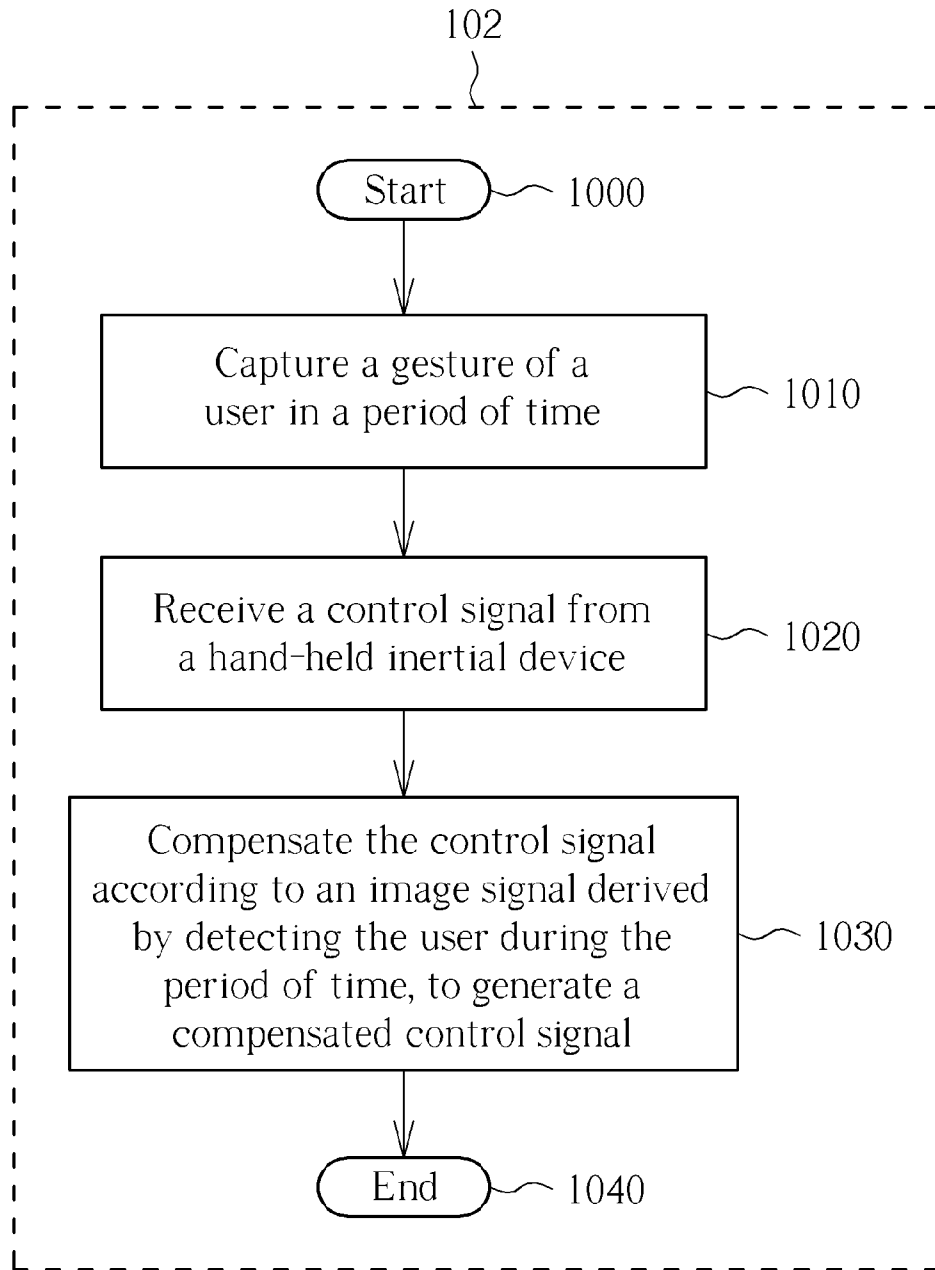 102
Start
1000
Capture a gesture of a
user in a period of time
1010
Receive a control signal from
a hand-held inertial device
1020
Compensate the control signal
according to an image signal derived
by detecting the user during the
period of time, to generate a
compensated control signal
1030
End
1040